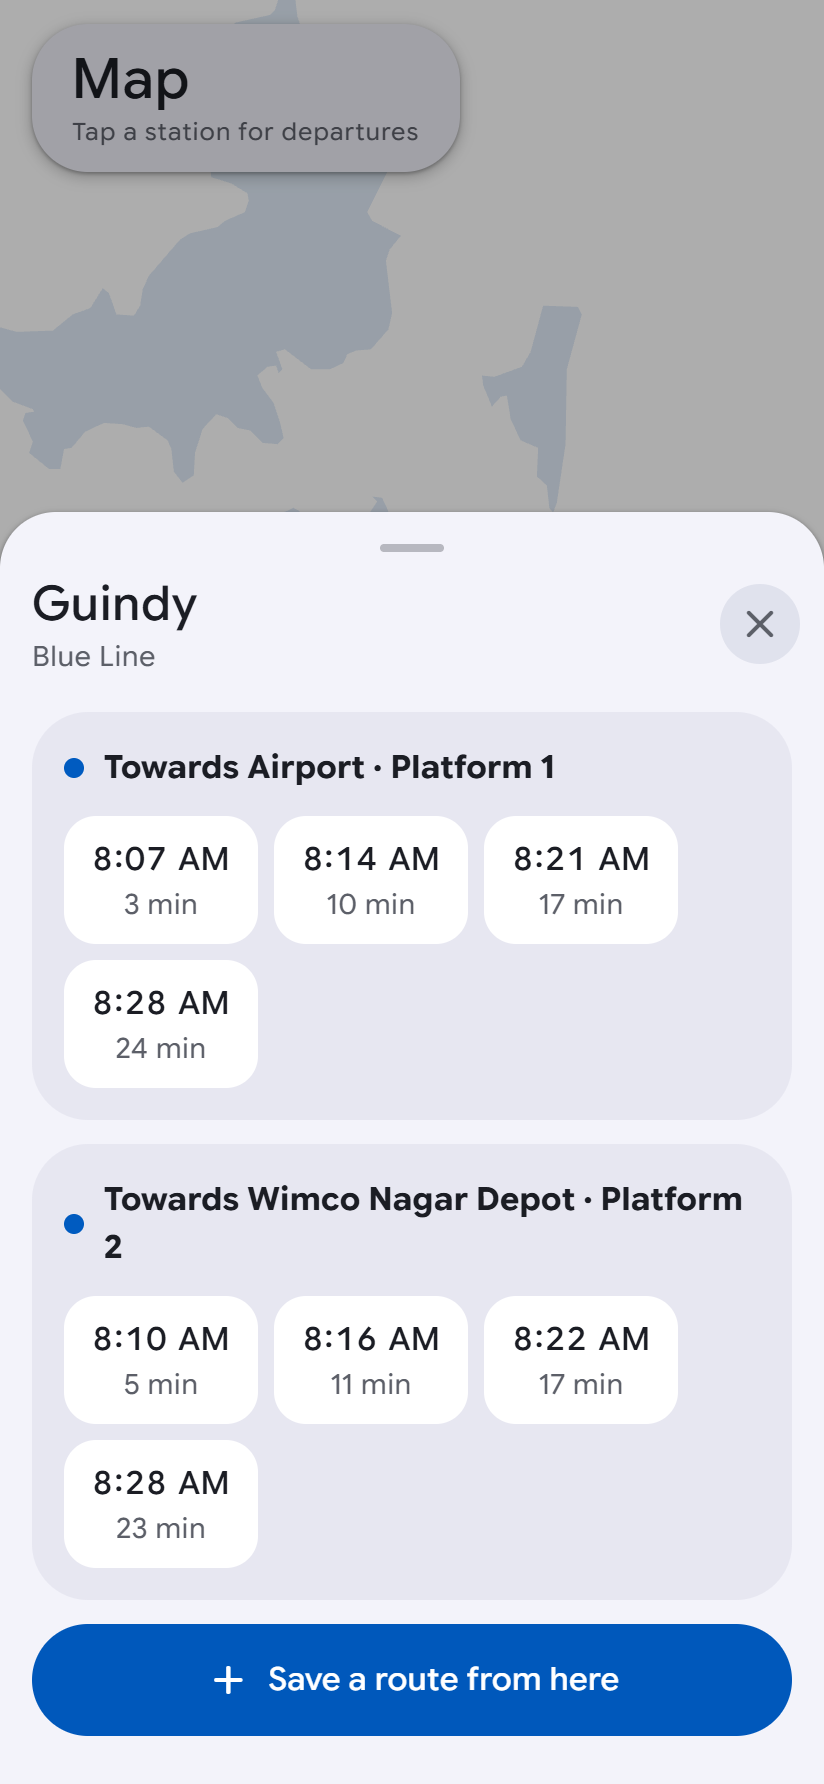 Map
Tap a station for departures
Guindy
Blue Line
Towards Airport · Platform 1
8:07 AM 8:14 AM 8:21 AM
3 min 10 min 17 min
8:28 AM
24 min
Towards Wimco Nagar Depot · Platform
2
8:10 AM 8:16 AM 8:22 AM
5 min 11 min 17 min
8:28 AM
23 min
Save a route from here